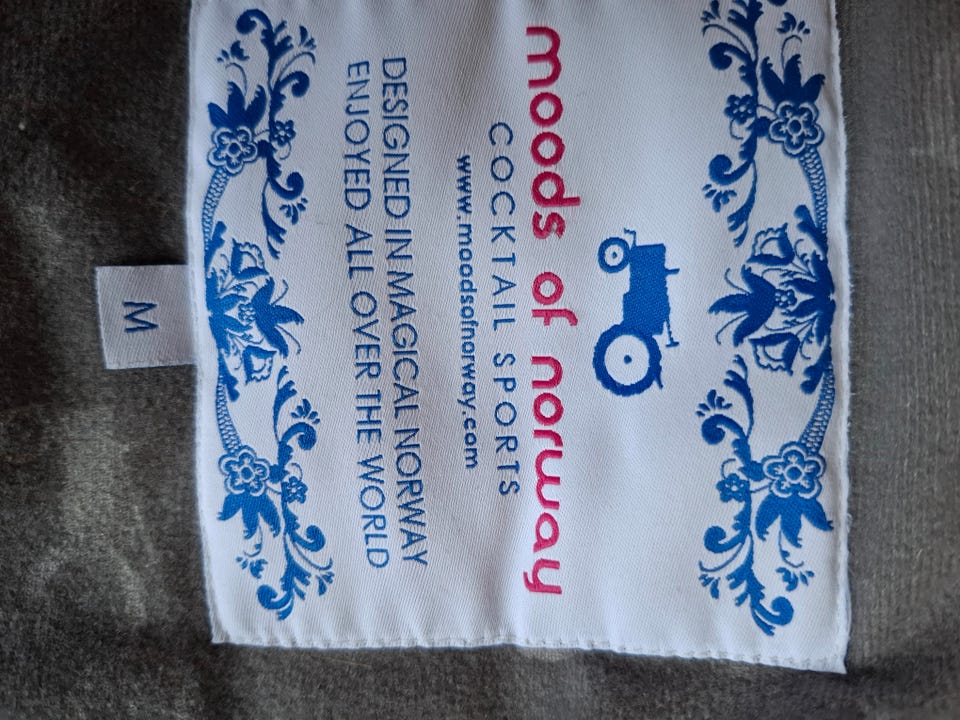 moods of norway
COCKTAIL SPORTS
www.moodsofnorway.com
DESIGNED IN MAGICAL NORWAY
ENJOYED ALL OVER THE WORLD
M